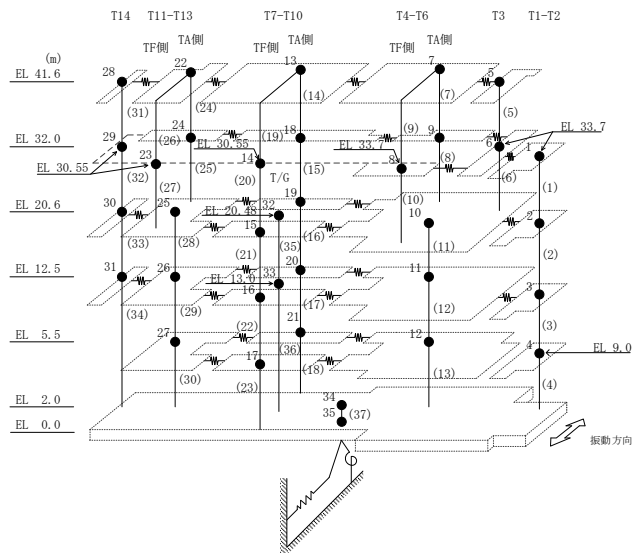 T14 T11-T13 T7-T10 T4-T6 T3 T1-T2
TF側 TA側 TF側 TA側 TF側 TA側
(m)
EL 41.6
28 22 13 7 5
(31) (24) (14) (7) (5)
EL 32.0
29 24 18 9 6 1
(26) (19) (9)
EL 30.55 EL 33.7 EL 33.7
EL 30.55
23 14 8
(32) (25) (20) (15) (8) (6) (1)
T/G
(27) (10)
EL 20.6
30 25 32 19 10 2
EL 20.48
15
(33) (28) (35) (16) (11) (2)
(21)
EL 12.5
31 26 33 20 11 3
EL 13.0
16
(34) (29) (17) (12) (3)
EL 5.5
27 (22) 21 12 4
EL 9.0
(36)
17
(30) (23) (18) (13) (4)
EL 2.0
34
EL 0.0
35 (37)
振動方向